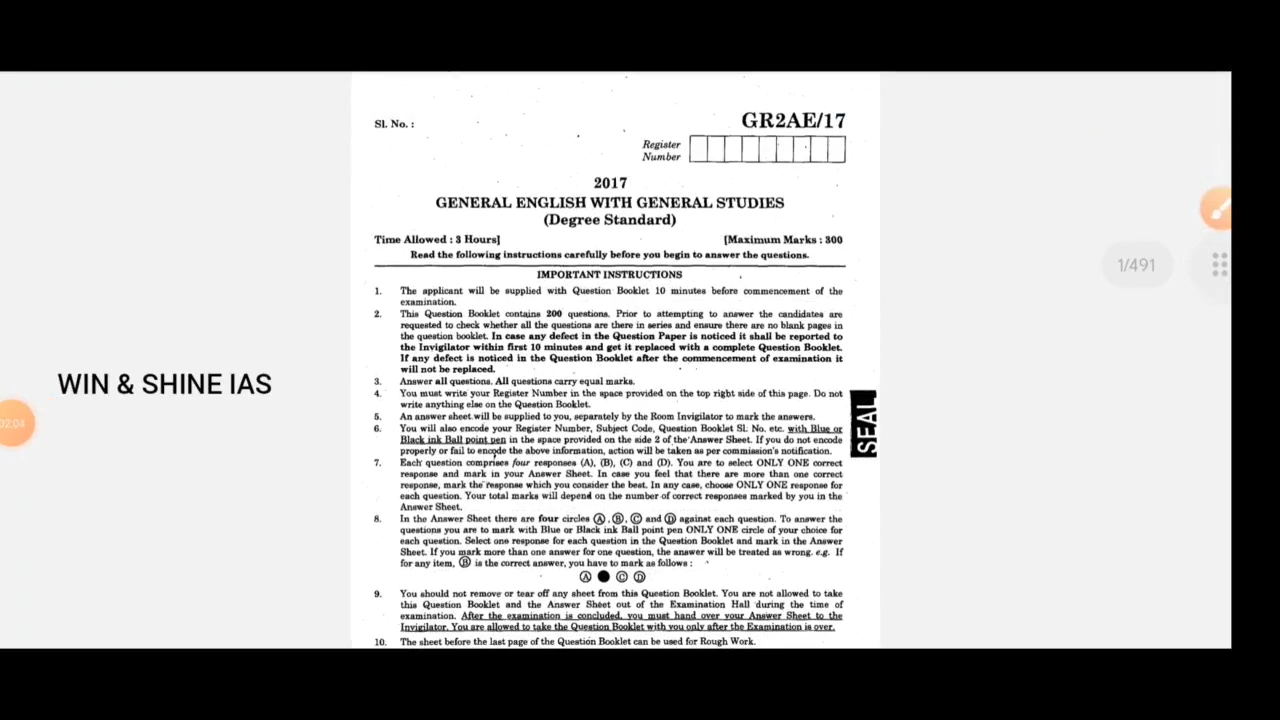 Sl. No. :
GR2AE/17
Register
Number
2017
GENERAL ENGLISH WITH GENERAL STUDIES
(Degree Standard)
Time Allowed : 3 Hours]
[Maximum Marks : 300
Read the following instructions carefully before you begin to answer the questions.
IMPORTANT INSTRUCTIONS
1. The applicant will be supplied with Question Booklet 10 minutes before commencement of the
examination.
2. This Question Booklet contains 200 questions. Prior to attempting to answer the candidates are
requested to check whether all the questions are there in series and ensure there are no blank pages in
the question booklet. In case any defect in the Question Paper is noticed it shall be reported to
the Invigilator within first 10 minutes and get it replaced with a complete Question Booklet.
If any defect is noticed in the Question Booklet after the commencement of examination it
will not be replaced.
3. Answer all questions. All questions carry equal marks.
4. You must write your Register Number in the space provided on the top right side of this page. Do not
write anything else on the Question Booklet.
5. An answer sheet will be supplied to you, separately by the Room Invigilator to mark the answers.
6. You will also encode your Register Number, Subject Code, Question Booklet Sl. No. etc. with Blue or
Black ink Ball point pen in the space provided on the side 2 of the Answer Sheet. If you do not encode
properly or fail to encode the above information, action will be taken as per commission's notification.
7. Each question comprises four responses (A), (B), (C) and (D). You are to select ONLY ONE correct
response and mark in your Answer Sheet. In case you feel that there are more than one correct
response, mark the response which you consider the best. In any case, choose ONLY ONE response for
each question. Your total marks will depend on the number of correct responses marked by you in the
Answer Sheet.
8. In the Answer Sheet there are four circles Ⓐ, Ⓑ, Ⓒ and Ⓓ against each question. To answer the
questions you are to mark with Blue or Black ink Ball point pen ONLY ONE circle of your choice for
each question. Select one response for each question in the Question Booklet and mark in the Answer
Sheet. If you mark more than one answer for one question, the answer will be treated as wrong. e.g. If
for any item, Ⓑ is the correct answer, you have to mark as follows :
Ⓐ ● Ⓒ Ⓓ
9. You should not remove or tear off any sheet from this Question Booklet. You are not allowed to take
this Question Booklet and the Answer Sheet out of the Examination Hall during the time of
examination. After the examination is concluded, you must hand over your Answer Sheet to the
Invigilator. You are allowed to take the Question Booklet with you only after the Examination is over.
10. The sheet before the last page of the Question Booklet can be used for Rough Work.
SEAL
WIN & SHINE IAS
02:04
1/491